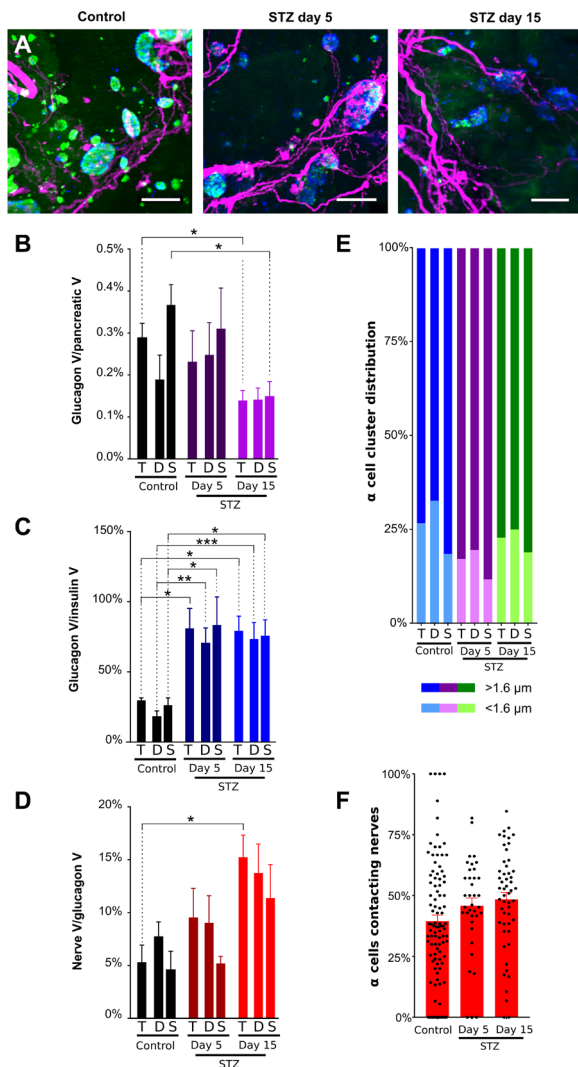 Control STZ day 5 STZ day 15
A
B
Glucagon V/pancreatic V
0.5%
0.4%
0.3%
0.2%
0.1%
0.0%
* *
T D S T D S T D S
Control Day 5 Day 15
STZ
C
Glucagon V/insulin V
150%
100%
50%
0%
*
***
* *
**
*
T D S T D S T D S
Control Day 5 Day 15
STZ
D
Nerve V/glucagon V
20%
15%
10%
5%
0%
*
T D S T D S T D S
Control Day 5 Day 15
STZ
E
α cell cluster distribution
100%
75%
50%
25%
0%
T D S T D S T D S
Control Day 5 Day 15
STZ
>1.6 µm
<1.6 µm
F
α cells contacting nerves
100%
75%
50%
25%
0%
Control Day 5 Day 15
STZ